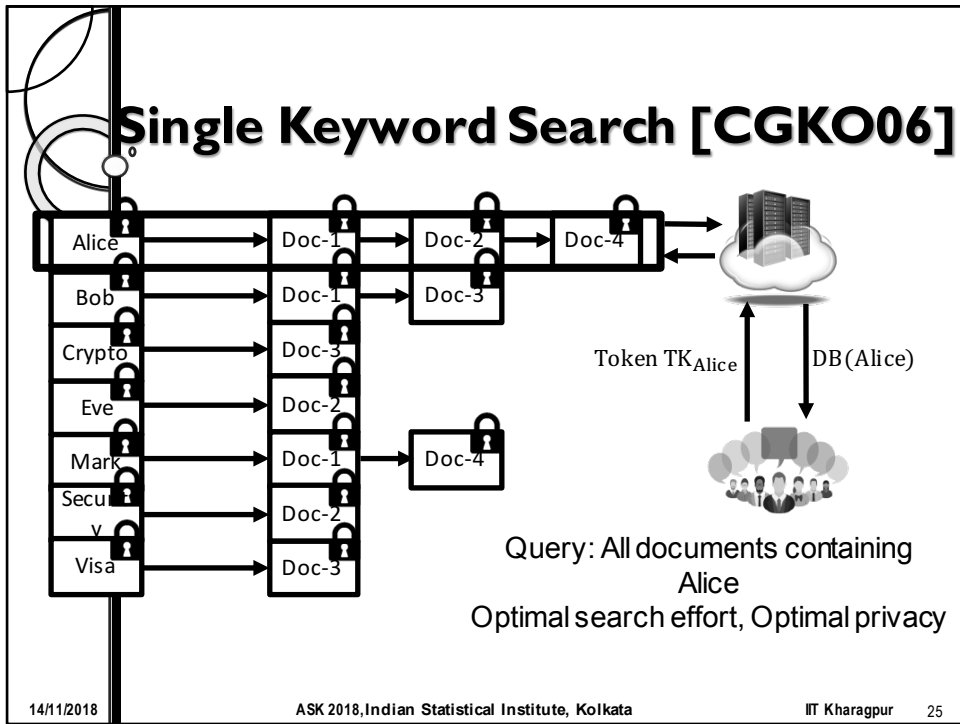 Single Keyword Search [CGKO06]
Alice Doc-1 Doc-2 Doc-4
Bob Doc-1 Doc-3
Crypto Doc-3
Token TK_Alice DB(Alice)
Eve Doc-2
Mark Doc-1 Doc-4
Securit
y Doc-2
Visa Doc-3
Query: All documents containing
Alice
Optimal search effort, Optimal privacy
14/11/2018 ASK 2018,Indian Statistical Institute, Kolkata IIT Kharagpur 25